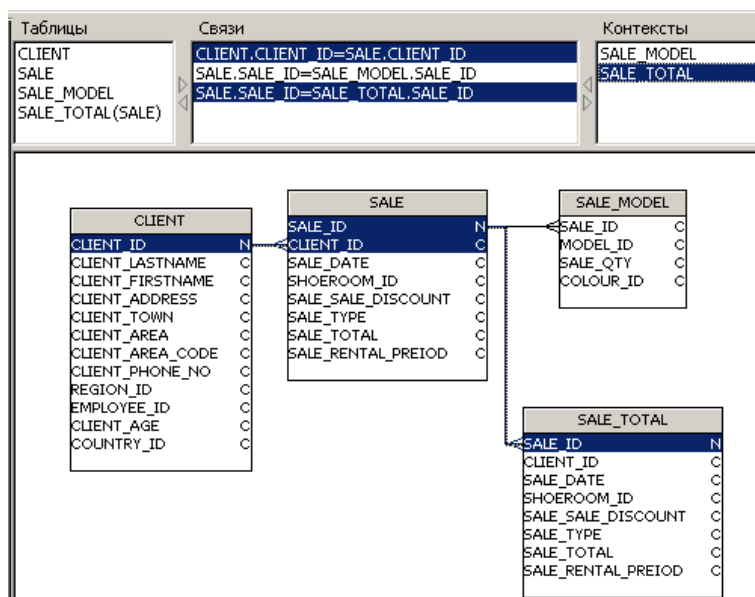 Таблицы
CLIENT
SALE
SALE_MODEL
SALE_TOTAL(SALE)
Связи
CLIENT.CLIENT_ID=SALE.CLIENT_ID
SALE.SALE_ID=SALE_MODEL.SALE_ID
SALE.SALE_ID=SALE_TOTAL.SALE_ID
Контексты
SALE_MODEL
SALE_TOTAL
CLIENT
CLIENT_ID N
CLIENT_LASTNAME C
CLIENT_FIRSTNAME C
CLIENT_ADDRESS C
CLIENT_TOWN C
CLIENT_AREA C
CLIENT_AREA_CODE C
CLIENT_PHONE_NO C
REGION_ID C
EMPLOYEE_ID C
CLIENT_AGE C
COUNTRY_ID C
SALE
SALE_ID N
CLIENT_ID C
SALE_DATE C
SHOEROOM_ID C
SALE_SALE_DISCOUNT C
SALE_TYPE C
SALE_TOTAL C
SALE_RENTAL_PREIOD C
SALE_MODEL
SALE_ID C
MODEL_ID C
SALE_QTY C
COLOUR_ID C
SALE_TOTAL
SALE_ID N
CLIENT_ID C
SALE_DATE C
SHOEROOM_ID C
SALE_SALE_DISCOUNT C
SALE_TYPE C
SALE_TOTAL C
SALE_RENTAL_PREIOD C